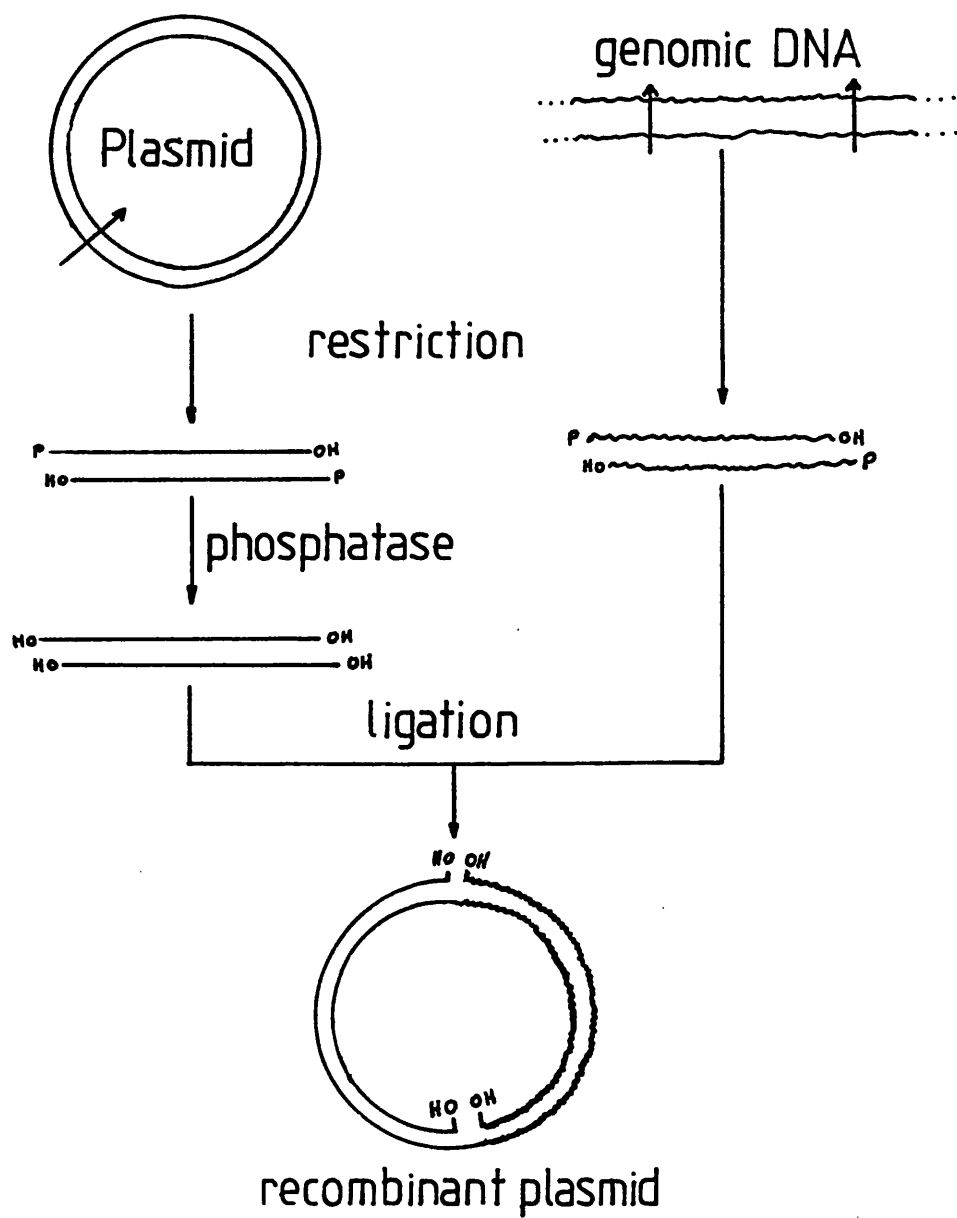 genomic DNA
... ....
... ...
Plasmid
restriction
P OH
HO P
P OH
HO P
phosphatase
HO OH
HO OH
ligation
HO OH
HO OH
recombinant plasmid